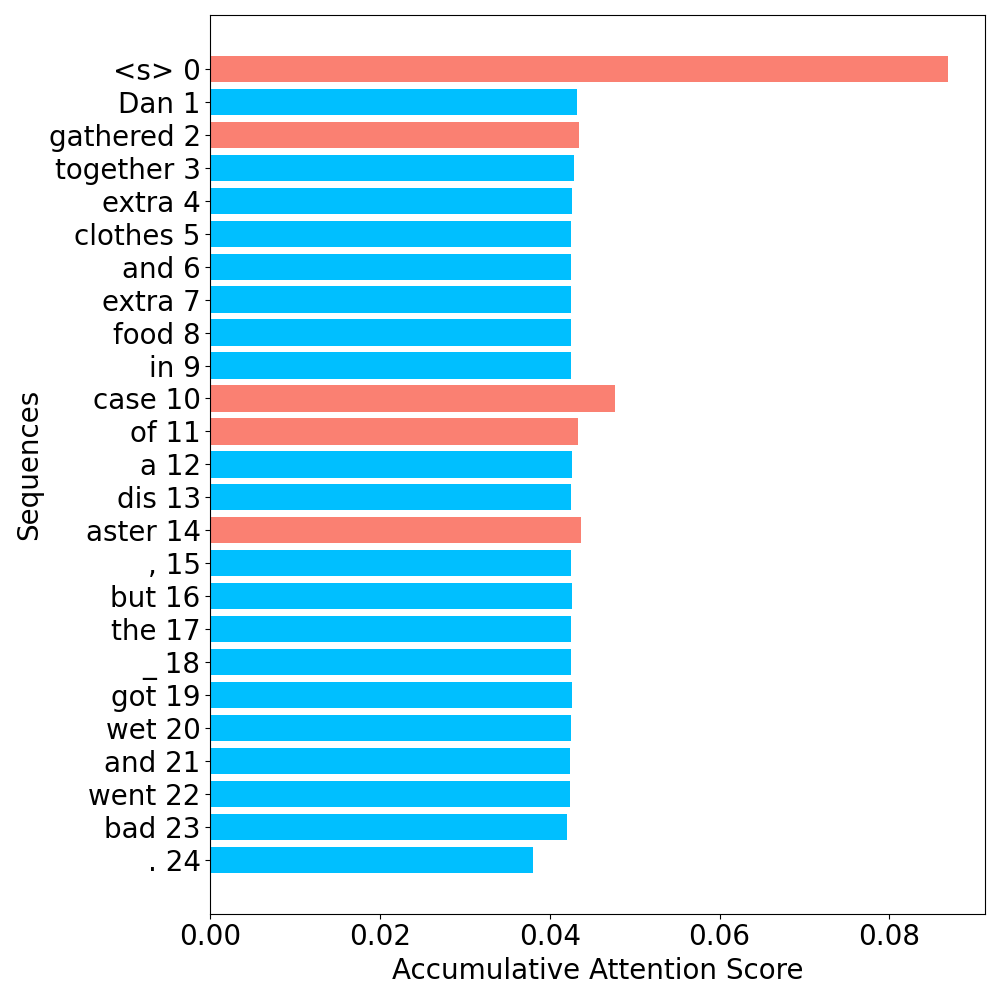 <s> 0
Dan 1
gathered 2
together 3
extra 4
clothes 5
and 6
extra 7
food 8
in 9
case 10
of 11
a 12
dis 13
aster 14
, 15
but 16
the 17
_ 18
got 19
wet 20
and 21
went 22
bad 23
. 24
Sequences
0.00 0.02 0.04 0.06 0.08
Accumulative Attention Score